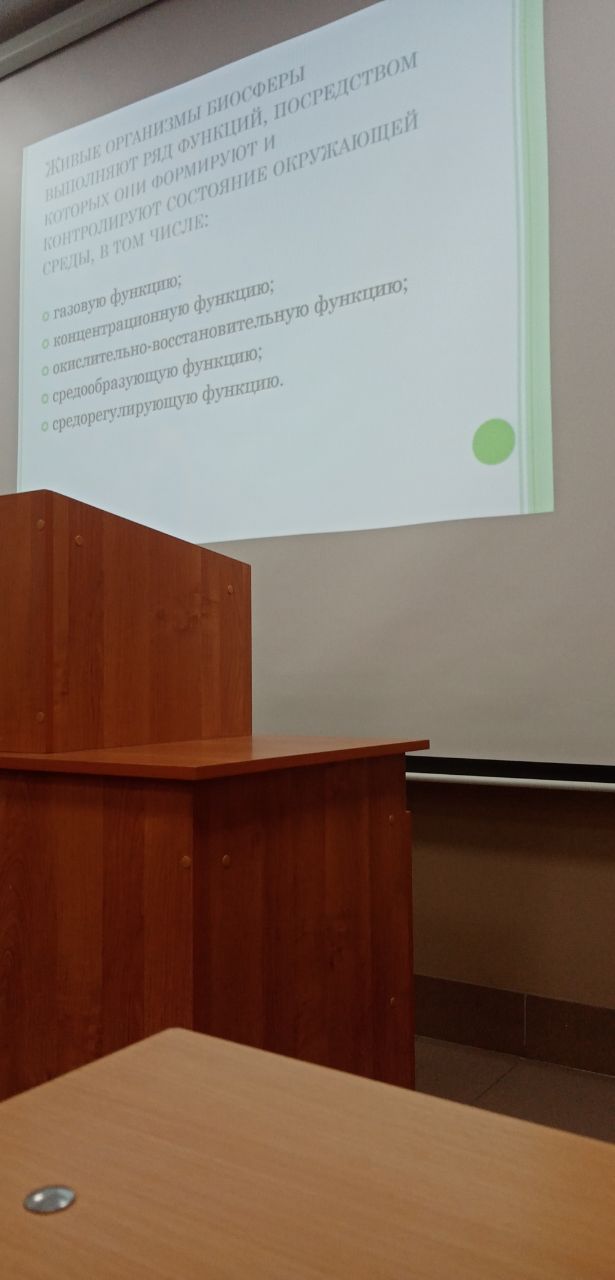 ЖИВЫЕ ОРГАНИЗМЫ БИОСФЕРЫ
ВЫПОЛНЯЮТ РЯД ФУНКЦИЙ, ПОСРЕДСТВОМ
КОТОРЫХ ОНИ ФОРМИРУЮТ И
КОНТРОЛИРУЮТ СОСТОЯНИЕ ОКРУЖАЮЩЕЙ
СРЕДЫ, В ТОМ ЧИСЛЕ:
газовую функцию;
концентрационную функцию;
окислительно-восстановительную функцию;
средообразующую функцию;
средорегулирующую функцию.